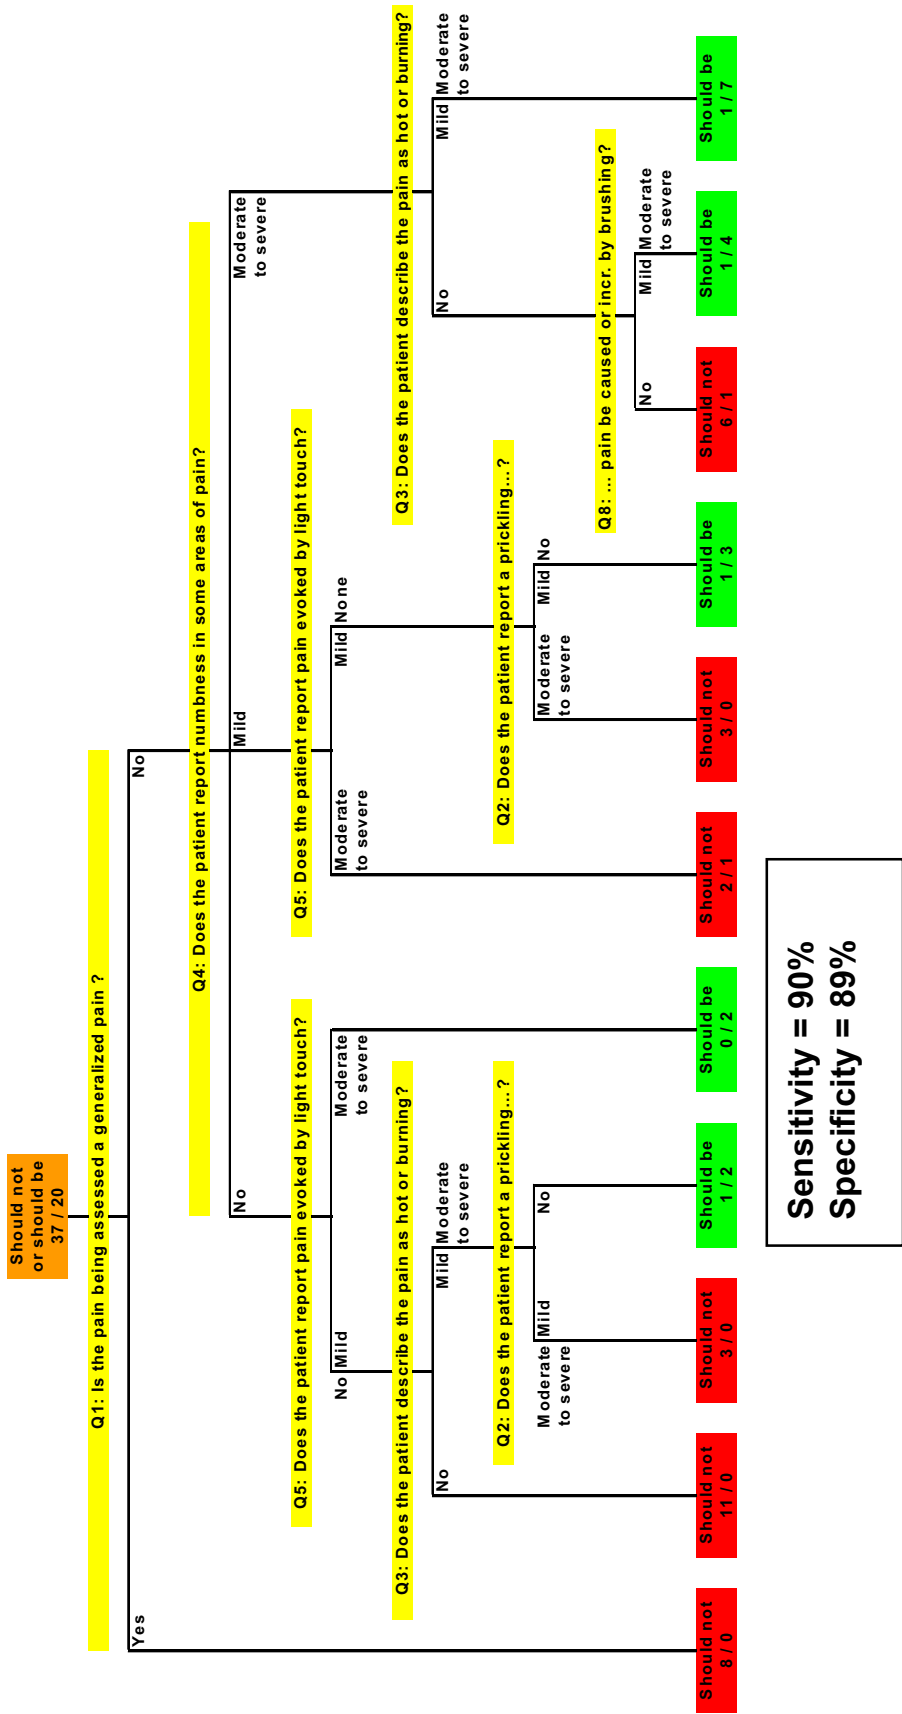 Should not
or should be
37 / 20
Q1: Is the pain being assessed a generalized pain ?
Yes
No
Q4: Does the patient report numbness in some areas of pain?
No
Mild
Moderate
to severe
Q5: Does the patient report pain evoked by light touch?
Q5: Does the patient report pain evoked by light touch?
No Mild
Moderate
to severe
Moderate
to severe
Mild None
Q3: Does the patient describe the pain as hot or burning?
Q3: Does the patient describe the pain as hot or burning?
No
Mild Moderate
to severe
No
Mild Moderate
to severe
Q2: Does the patient report a prickling...?
Q2: Does the patient report a prickling...?
Moderate Mild
to severe
No
Moderate
to severe
Mild No
Q8: ... pain be caused or incr. by brushing?
No
Mild Moderate
to severe
Should not
8 / 0
Should not
11 / 0
Should not
3 / 0
Should be
1 / 2
Should be
0 / 2
Should not
2 / 1
Should not
3 / 0
Should be
1 / 3
Should not
6 / 1
Should be
1 / 4
Should be
1 / 7
Sensitivity = 90%
Specificity = 89%